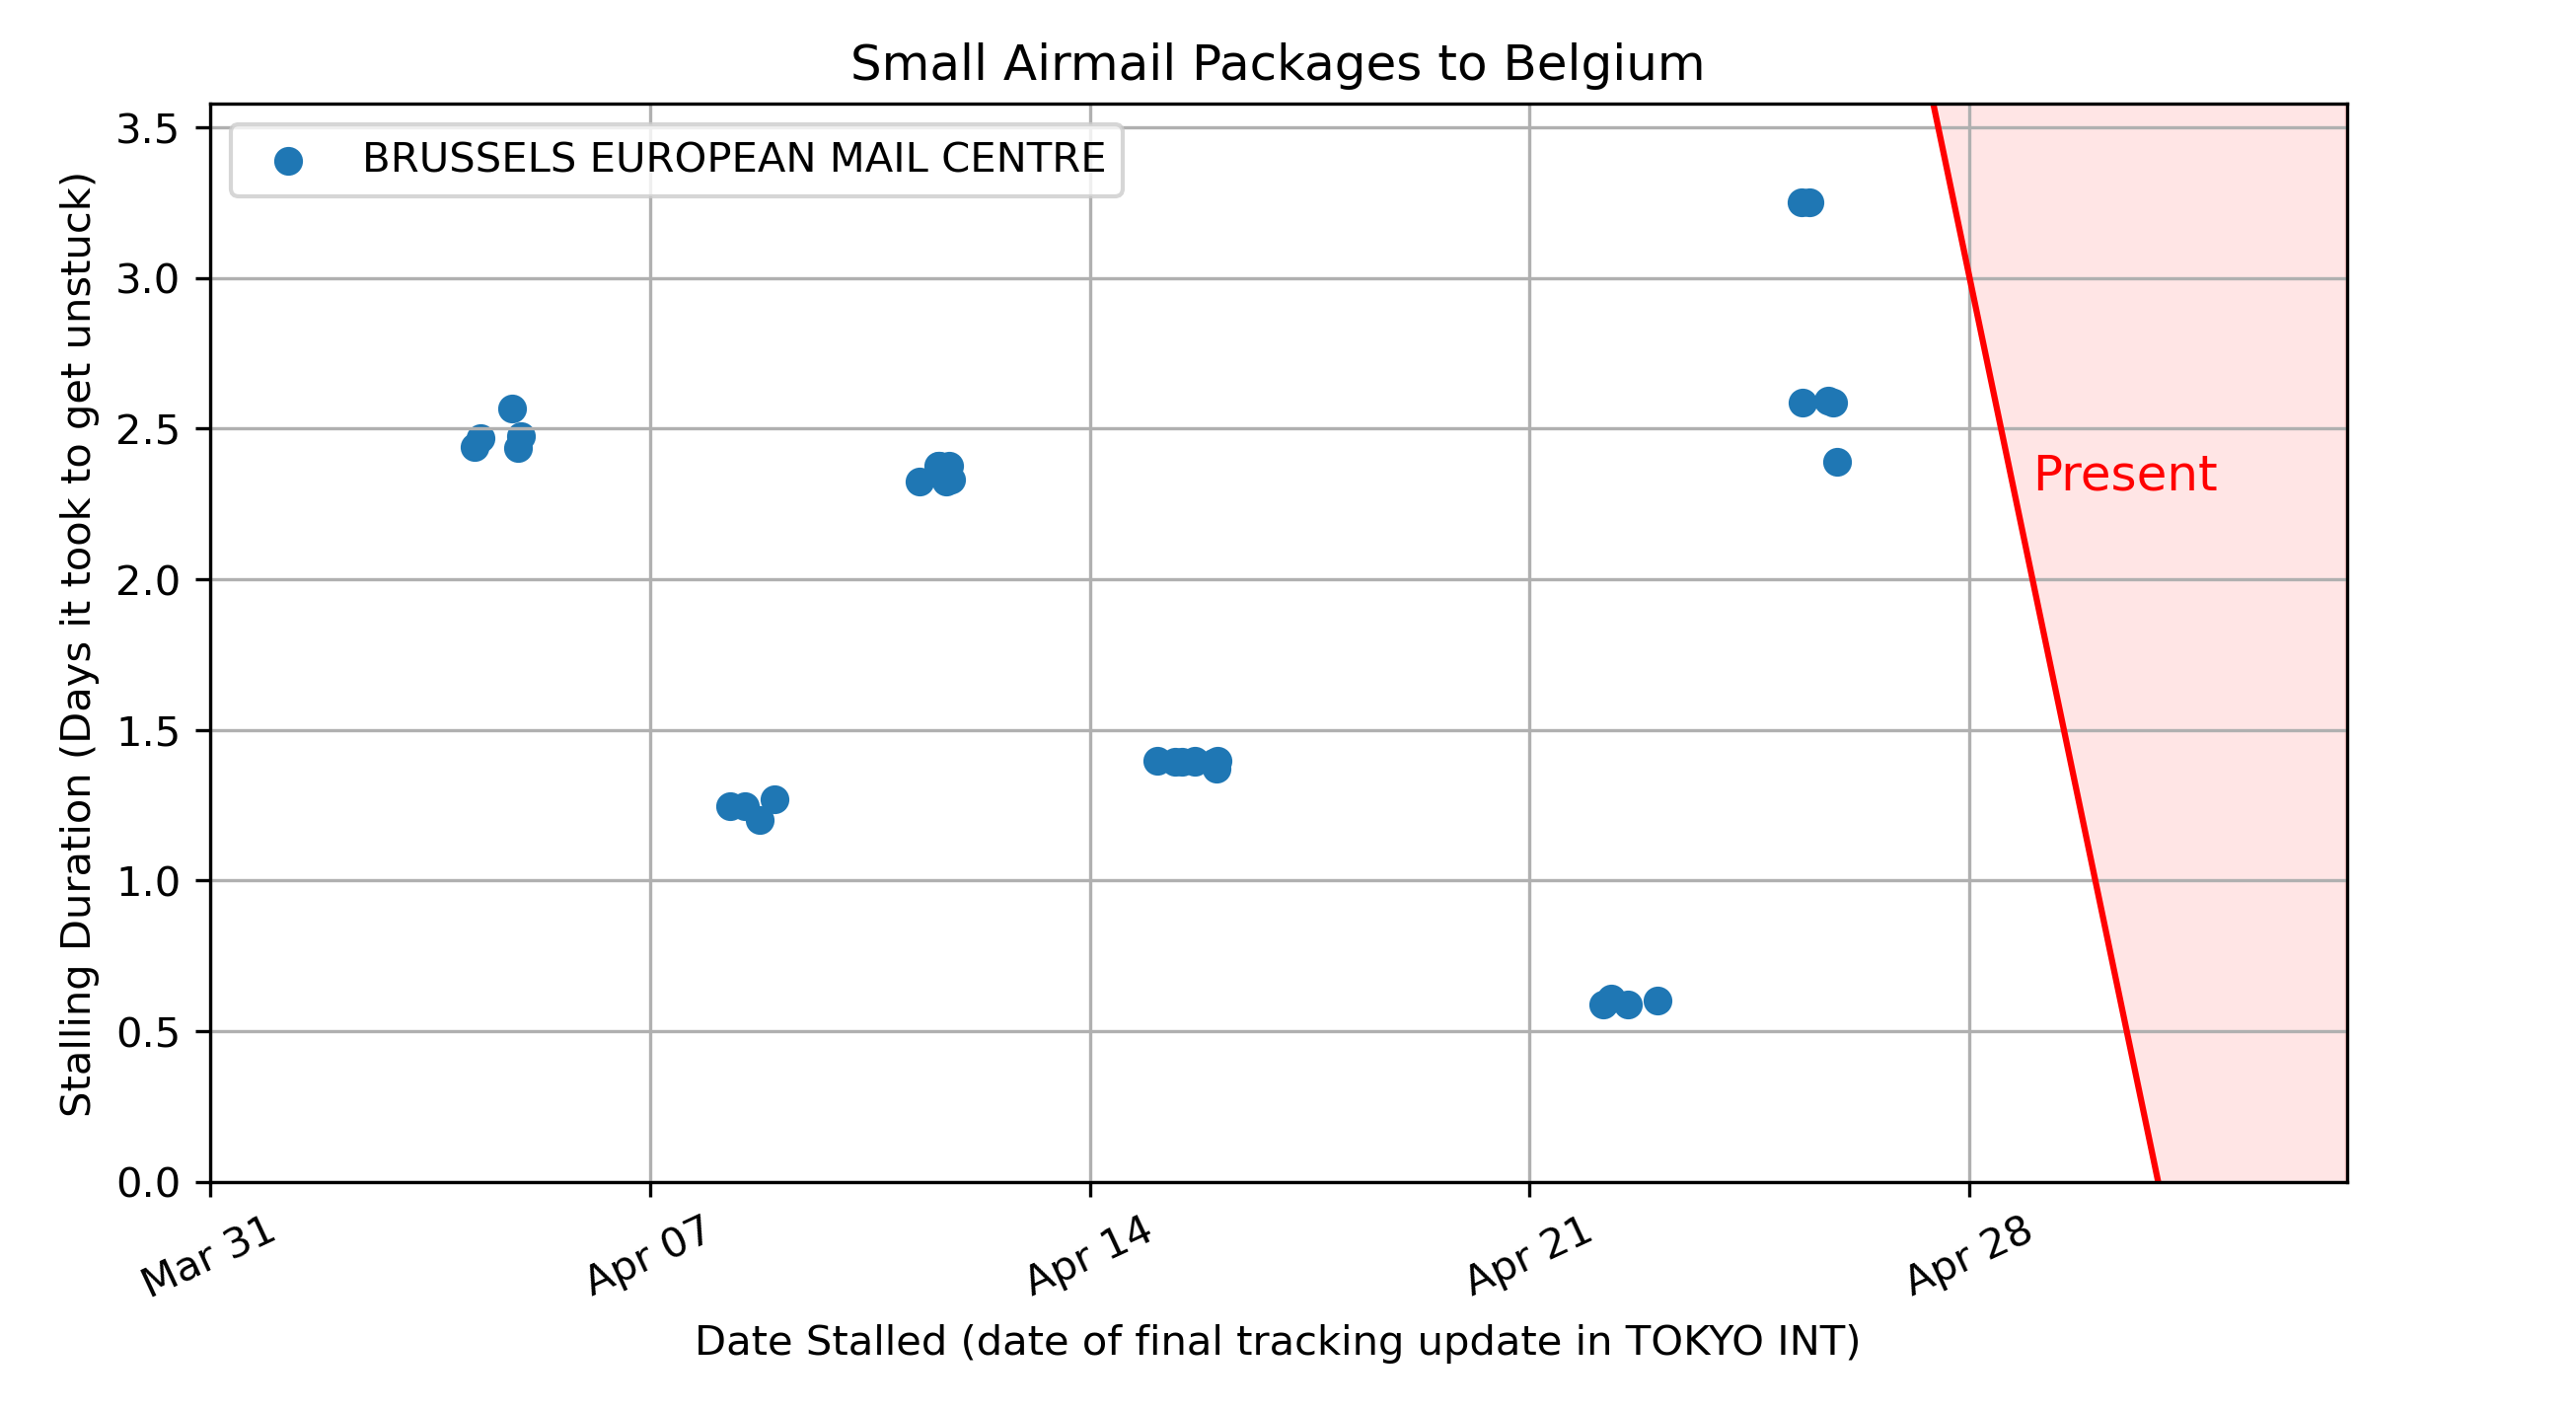 Small Airmail Packages to Belgium
BRUSSELS EUROPEAN MAIL CENTRE
Stalling Duration (Days it took to get unstuck)
3.5
3.0
2.5
2.0
1.5
1.0
0.5
0.0
Present
Mar 31
Apr 07
Apr 14
Apr 21
Apr 28
Date Stalled (date of final tracking update in TOKYO INT)